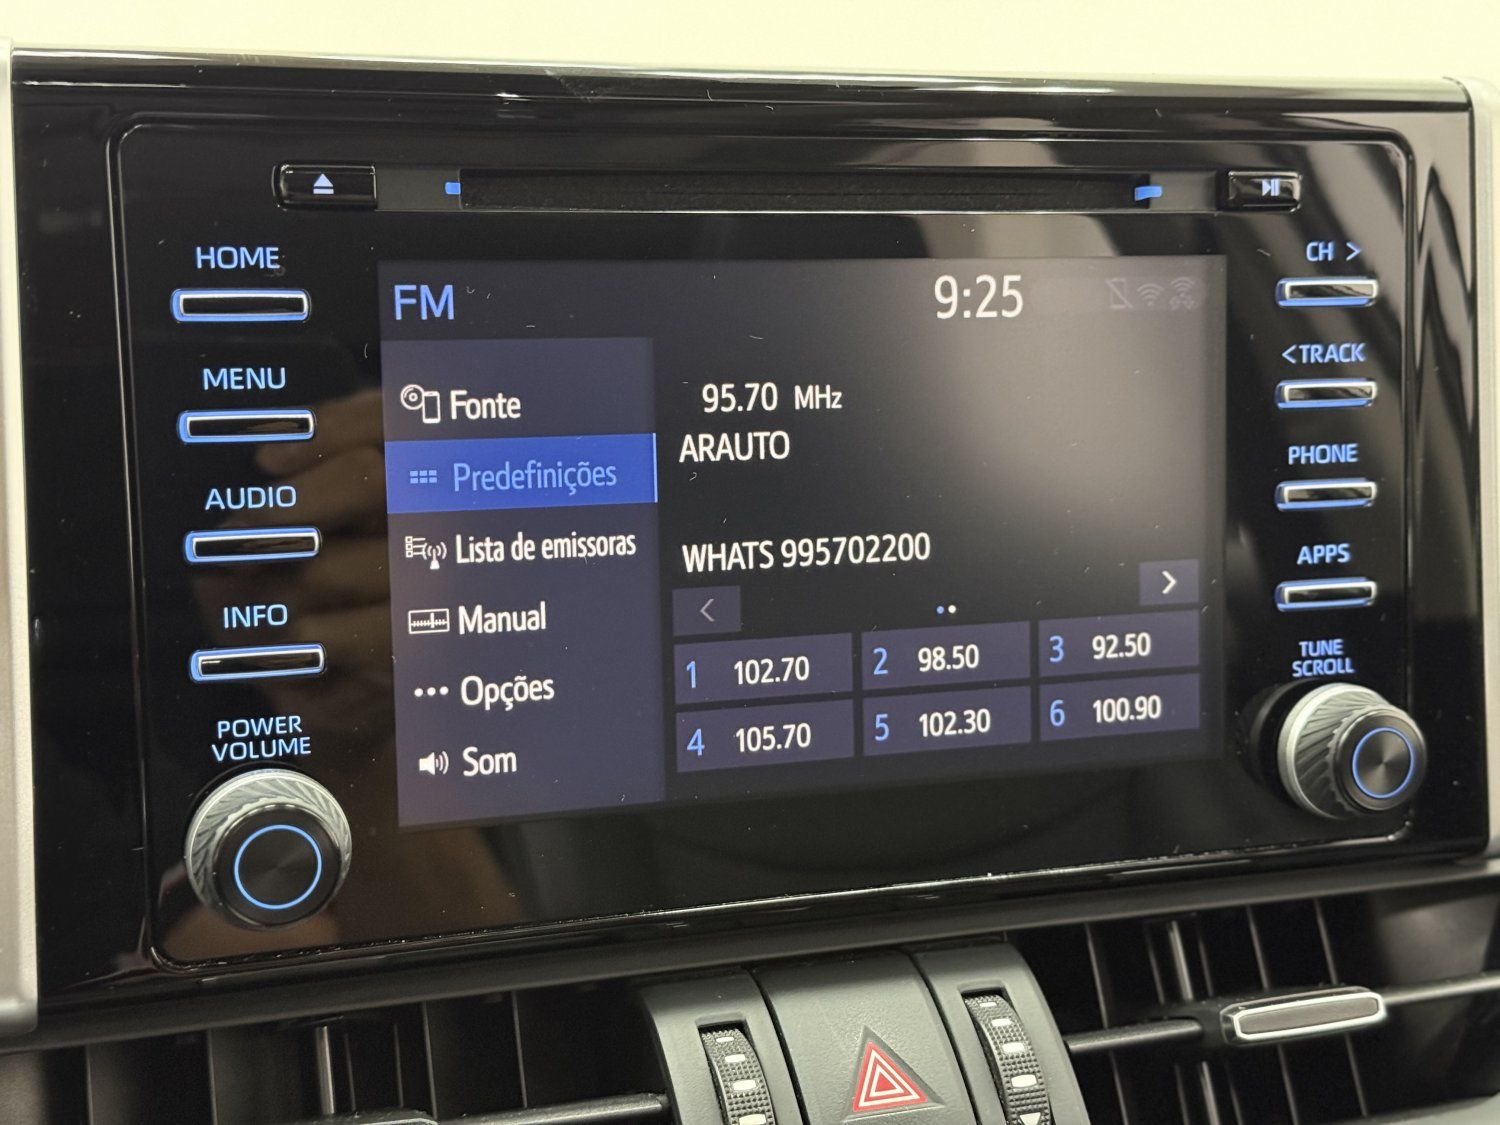 HOME
MENU
AUDIO
INFO
POWER
VOLUME
FM
9:25
Fonte
Predefinições
Lista de emissoras
Manual
Opções
Som
95.70 MHz
ARAUTO
WHATS 995702200
1 102.70
2 98.50
3 92.50
4 105.70
5 102.30
6 100.90
CH >
< TRACK
PHONE
APPS
TUNE
SCROLL